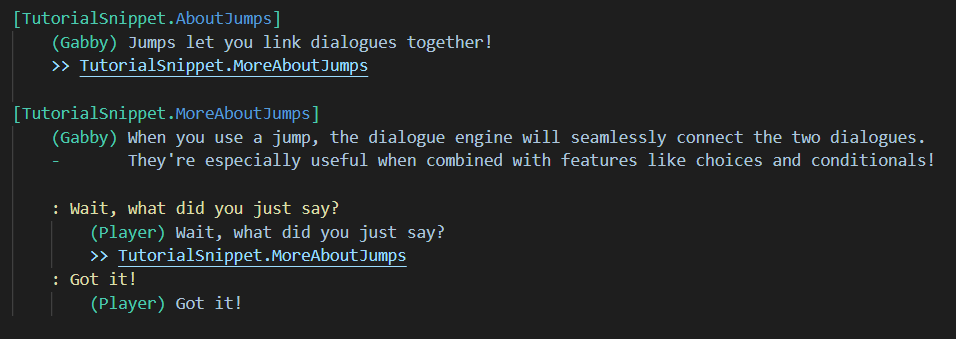 [TutorialSnippet.AboutJumps]
(Gabby) Jumps let you link dialogues together!
>> TutorialSnippet.MoreAboutJumps
[TutorialSnippet.MoreAboutJumps]
(Gabby) When you use a jump, the dialogue engine will seamlessly connect the two dialogues.
- They're especially useful when combined with features like choices and conditionals!
: Wait, what did you just say?
(Player) Wait, what did you just say?
>> TutorialSnippet.MoreAboutJumps
: Got it!
(Player) Got it!